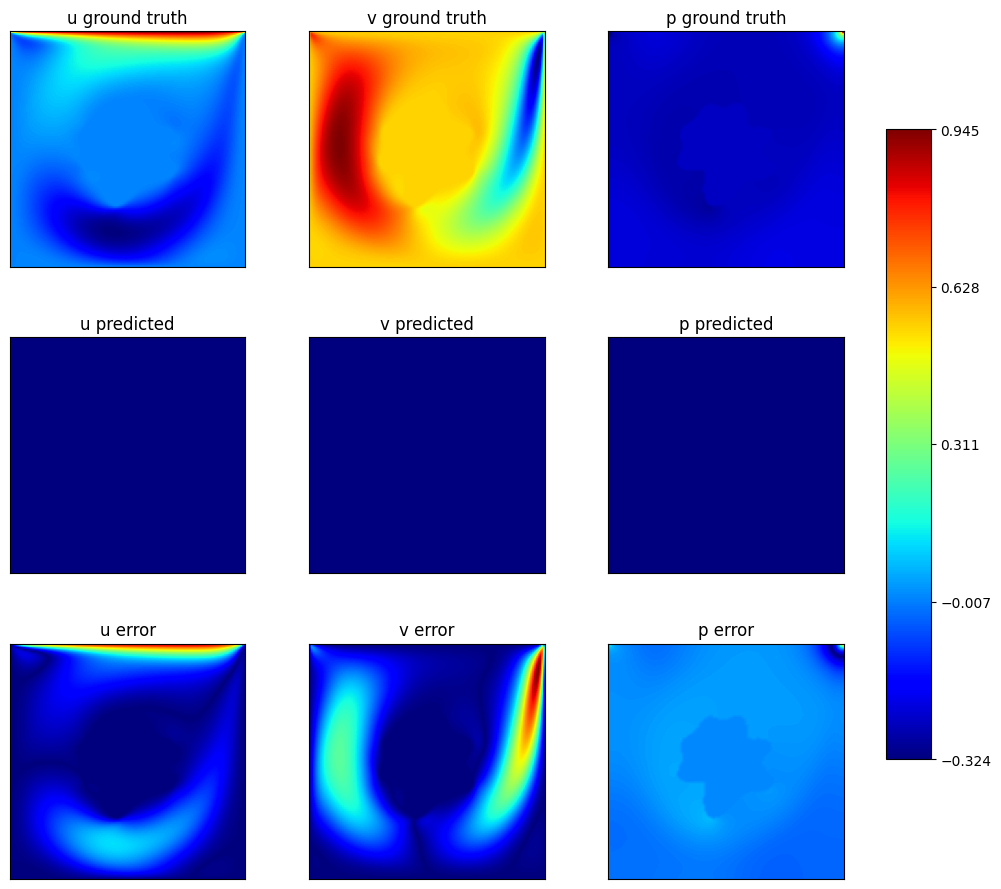 u ground truth
v ground truth
p ground truth
u predicted
v predicted
p predicted
u error
v error
p error
0.945
0.628
0.311
−0.007
−0.324